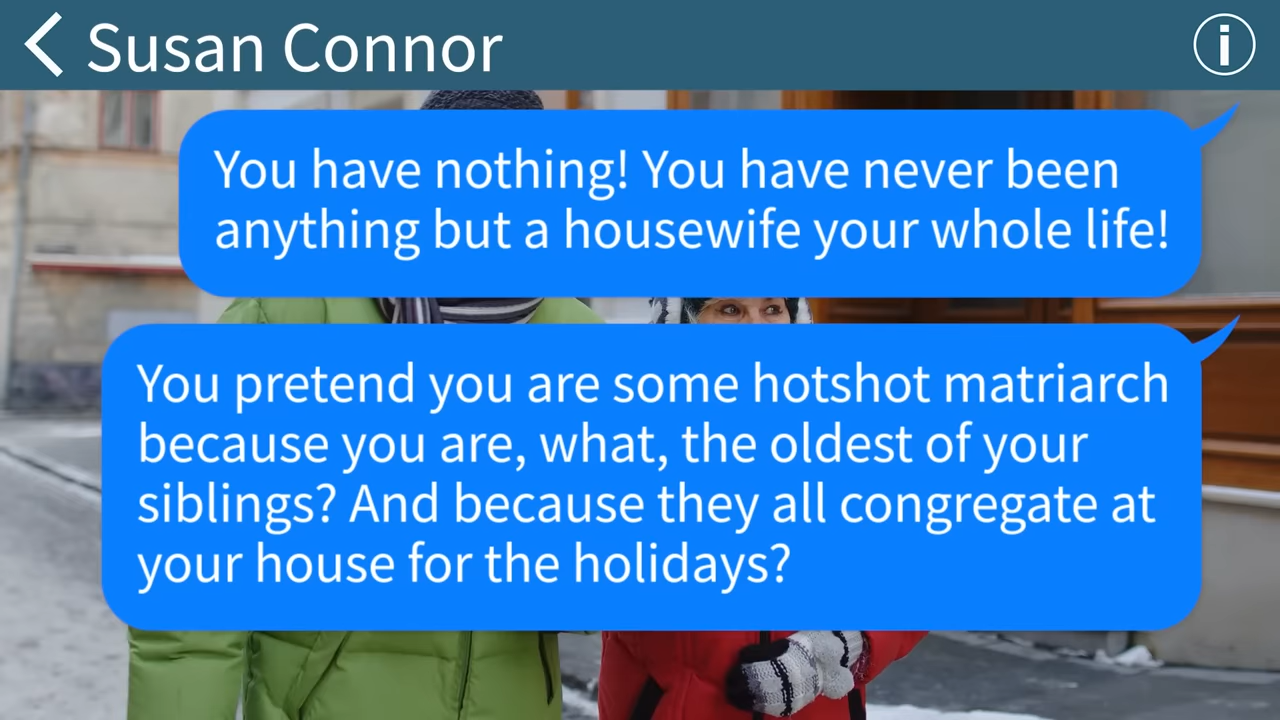 Susan Connor
You have nothing! You have never been
anything but a housewife your whole life!
You pretend you are some hotshot matriarch
because you are, what, the oldest of your
siblings? And because they all congregate at
your house for the holidays?